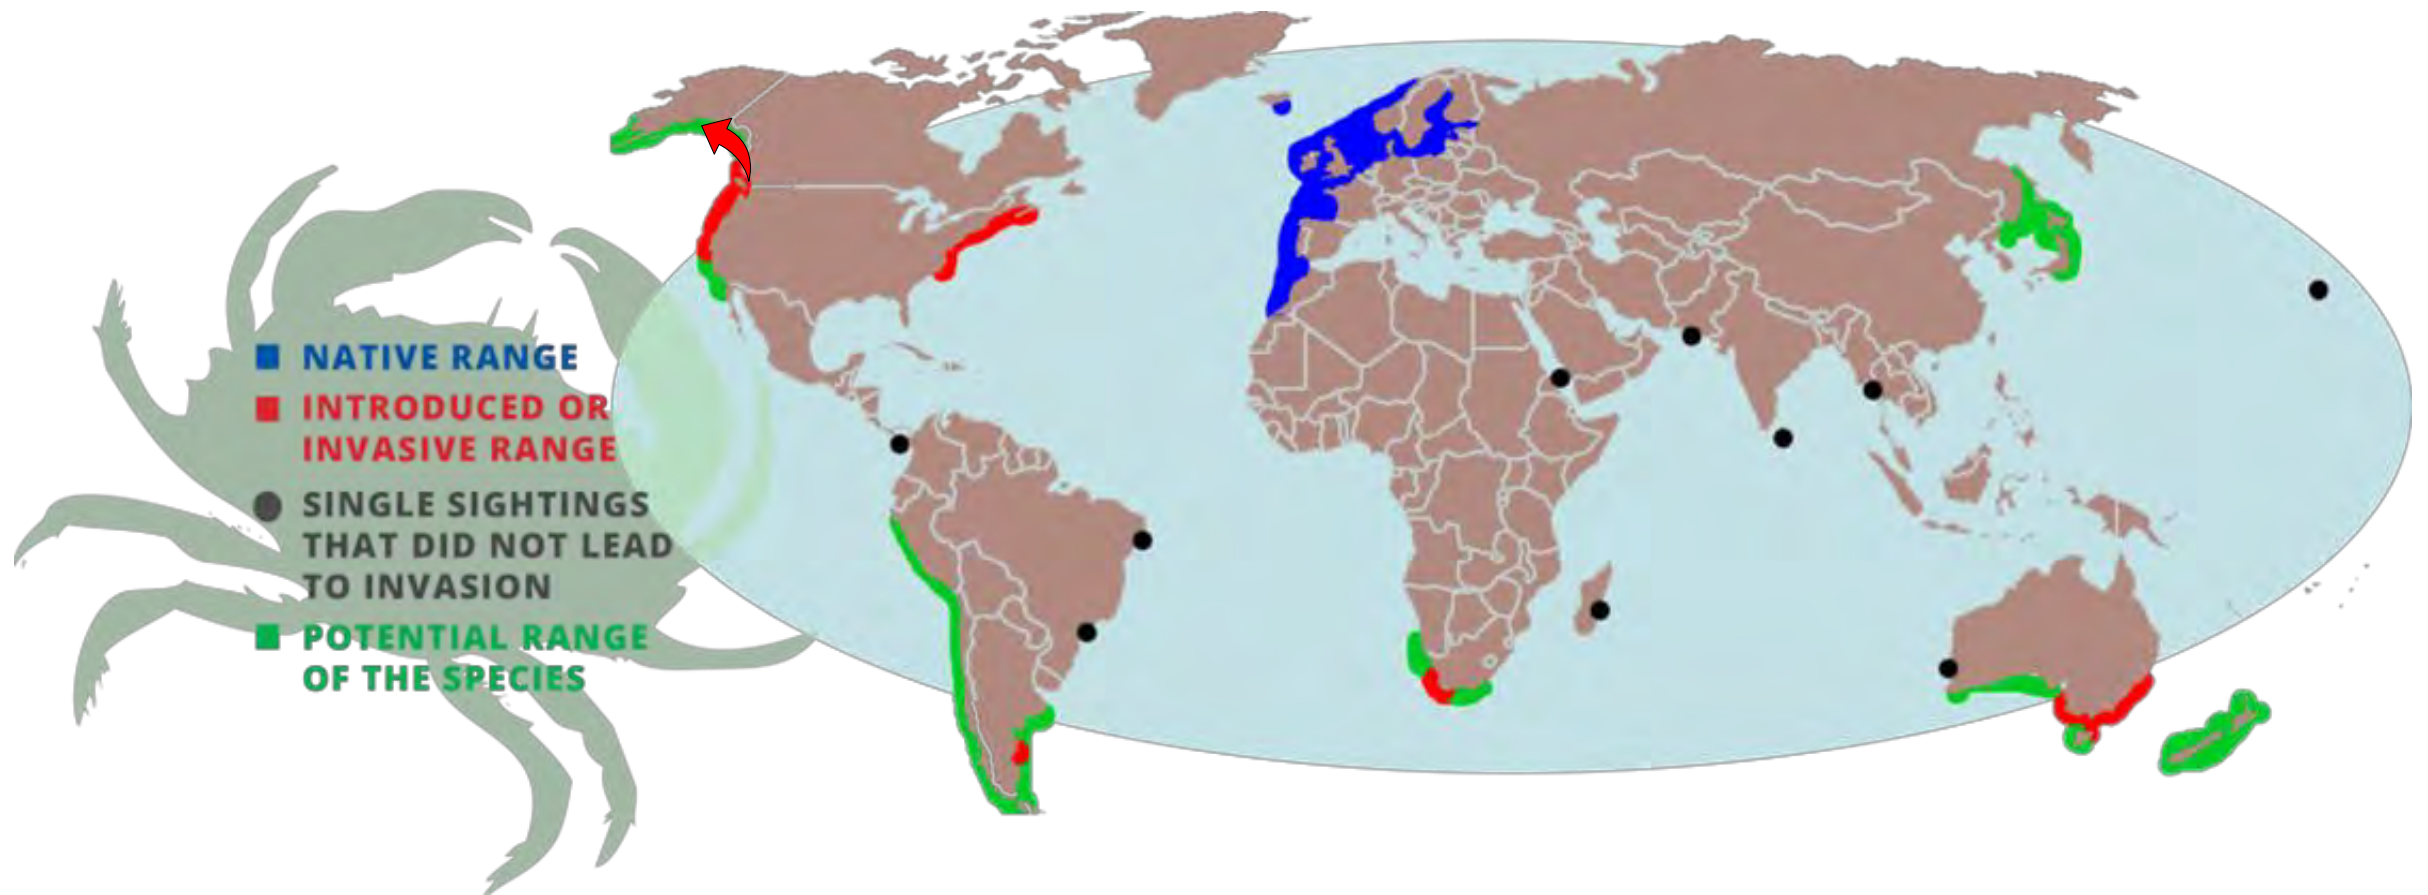 NATIVE RANGE
INTRODUCED OR
INVASIVE RANGE
SINGLE SIGHTINGS
THAT DID NOT LEAD
TO INVASION
POTENTIAL RANGE
OF THE SPECIES